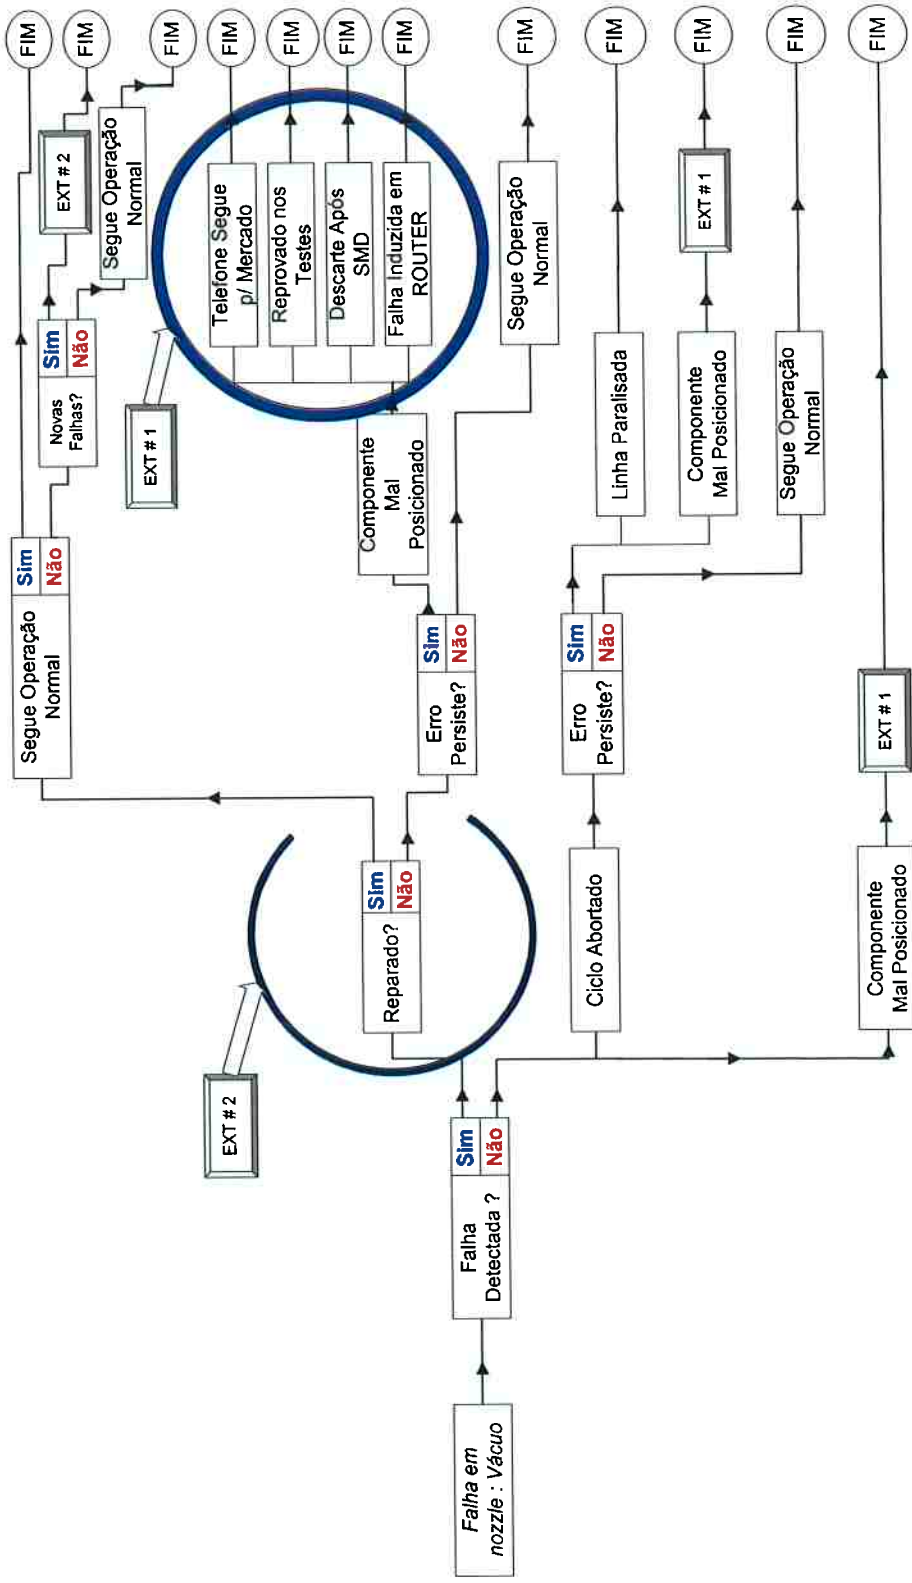 Falha em
nozzle : Vácuo
Falha
Detectada ?
Sim
Não
EXT # 2
Reparado?
Sim
Não
Ciclo Abortado
Componente
Mal Posicionado
Segue Operação
Normal
Sim
Não
Erro
Persiste?
Sim
Não
Erro
Persiste?
Sim
Não
EXT # 1
Novas
Falhas?
Sim
Não
EXT # 1
Componente
Mal
Posicionado
Linha Paralisada
Componente
Mal Posicionado
Segue Operação
Normal
EXT # 2
Segue Operação
Normal
Telefone Segue
p/ Mercado
Reprovado nos
Testes
Descarte Após
SMD
Falha Induzida em
ROUTER
Segue Operação
Normal
EXT # 1
FIM
FIM
FIM
FIM
FIM
FIM
FIM
FIM
FIM
FIM
FIM
FIM